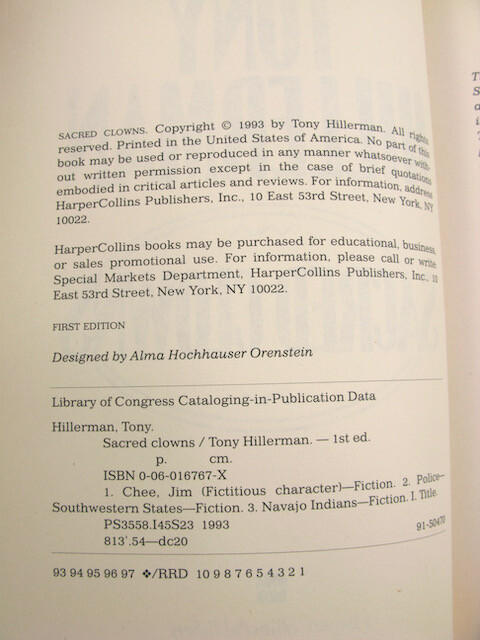 SACRED CLOWNS. Copyright © 1993 by Tony Hillerman. All rights
reserved. Printed in the United States of America. No part of this
book may be used or reproduced in any manner whatsoever with-
out written permission except in the case of brief quotations
embodied in critical articles and reviews. For information, address
HarperCollins Publishers, Inc., 10 East 53rd Street, New York, NY
10022.
HarperCollins books may be purchased for educational, business,
or sales promotional use. For information, please call or write
Special Markets Department, HarperCollins Publishers, Inc., 10
East 53rd Street, New York, NY 10022.
FIRST EDITION
Designed by Alma Hochhauser Orenstein
Library of Congress Cataloging-in-Publication Data
Hillerman, Tony.
Sacred clowns / Tony Hillerman. — 1st ed.
p. cm.
ISBN 0-06-016767-X
1. Chee, Jim (Fictitious character)—Fiction. 2. Police—
Southwestern States—Fiction. 3. Navajo Indians—Fiction. I. Title.
PS3558.I45S23 1993
813'.54—dc20 91-50470
93 94 95 96 97 ❖/RRD 10 9 8 7 6 5 4 3 2 1